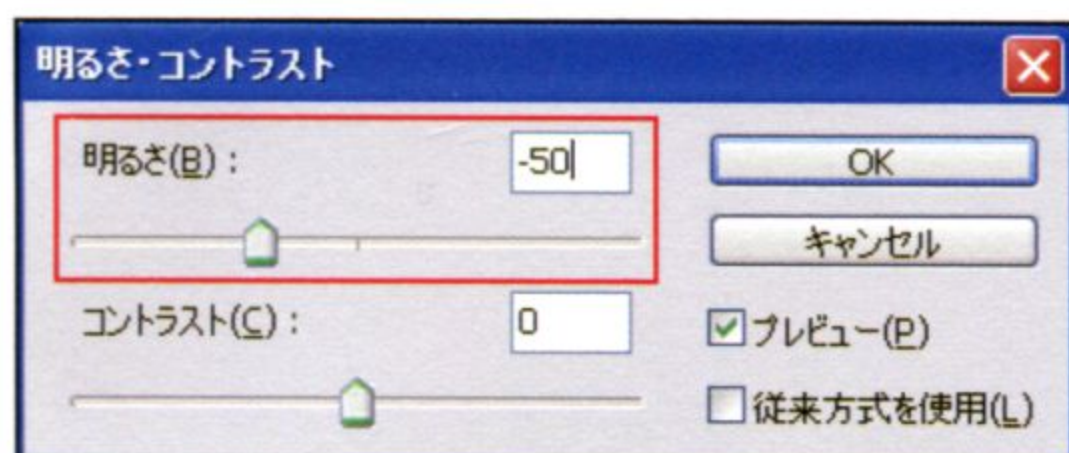 明るさ・コントラスト
明るさ(B)：
-50
OK
キャンセル
コントラスト(C)：
0
プレビュー(P)
従来方式を使用(L)